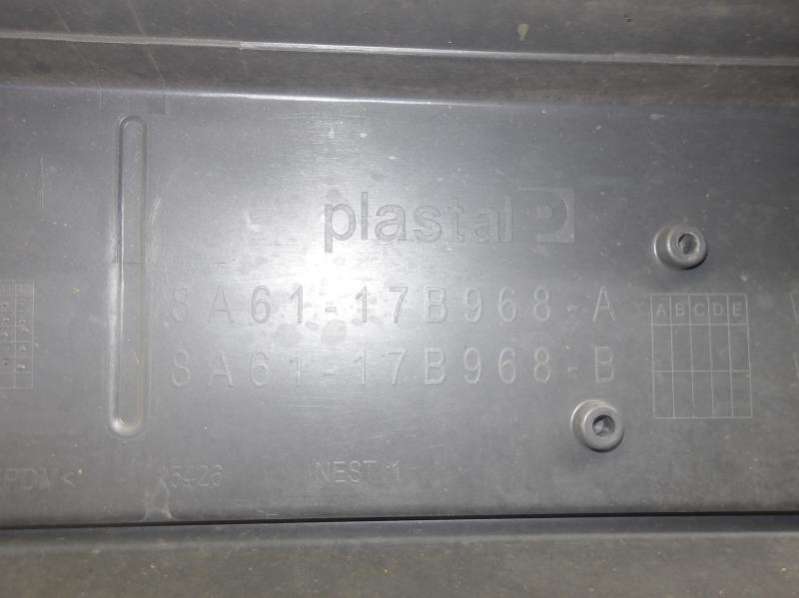 plastal P
8A61-17B968-A
8A61-17B968-B
A B C D E
NEST 1